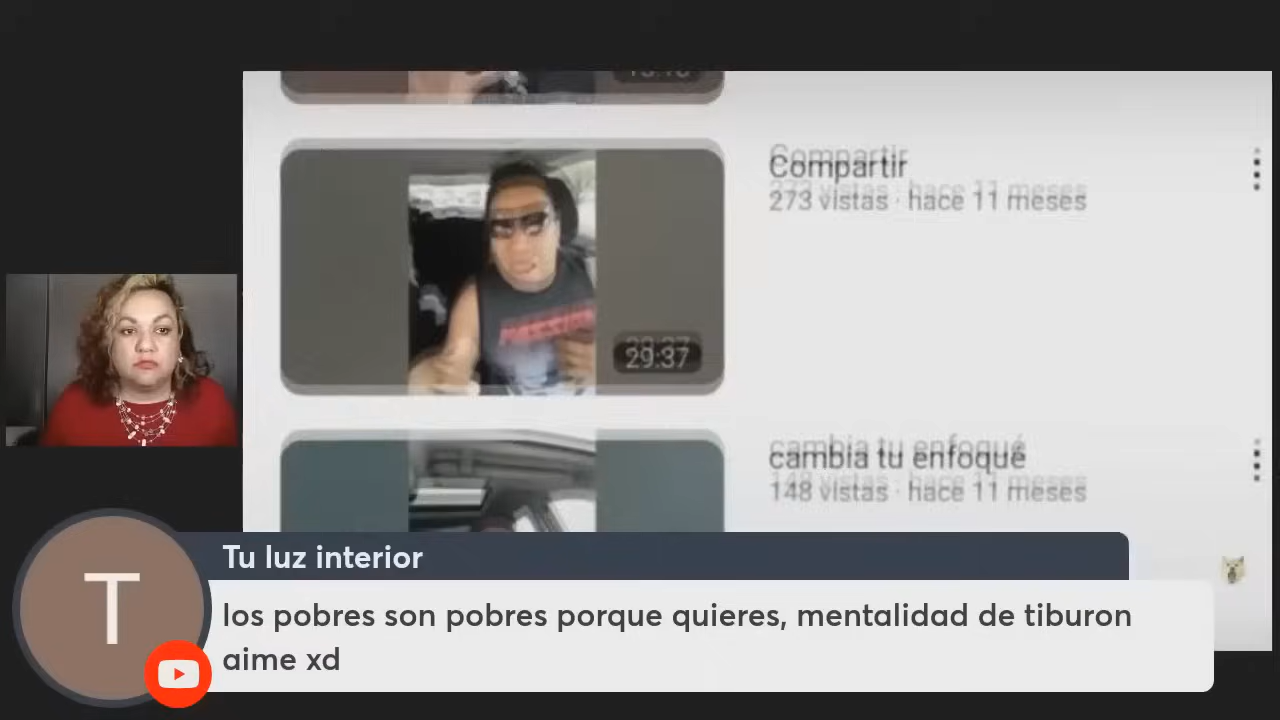 Compartir
273 vistas · hace 11 meses
29:37
cambia tu enfoqué
148 vistas · hace 11 meses
Tu luz interior
T
los pobres son pobres porque quieres, mentalidad de tiburon
aime xd